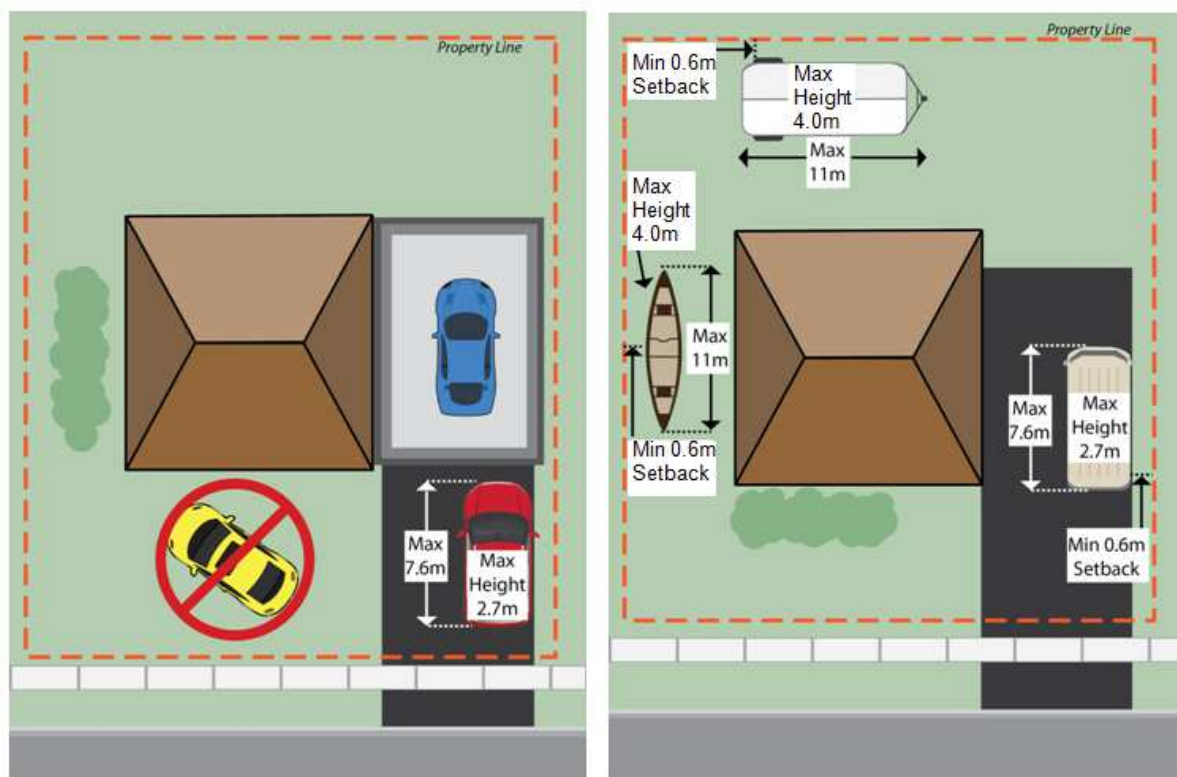 Property Line
Max
7.6m
Max
Height
2.7m
Property Line
Min 0.6m
Setback
Max
Height
4.0m
Max
11m
Max
Height
4.0m
Max
11m
Min 0.6m
Setback
Max
7.6m
Max
Height
2.7m
Min 0.6m
Setback